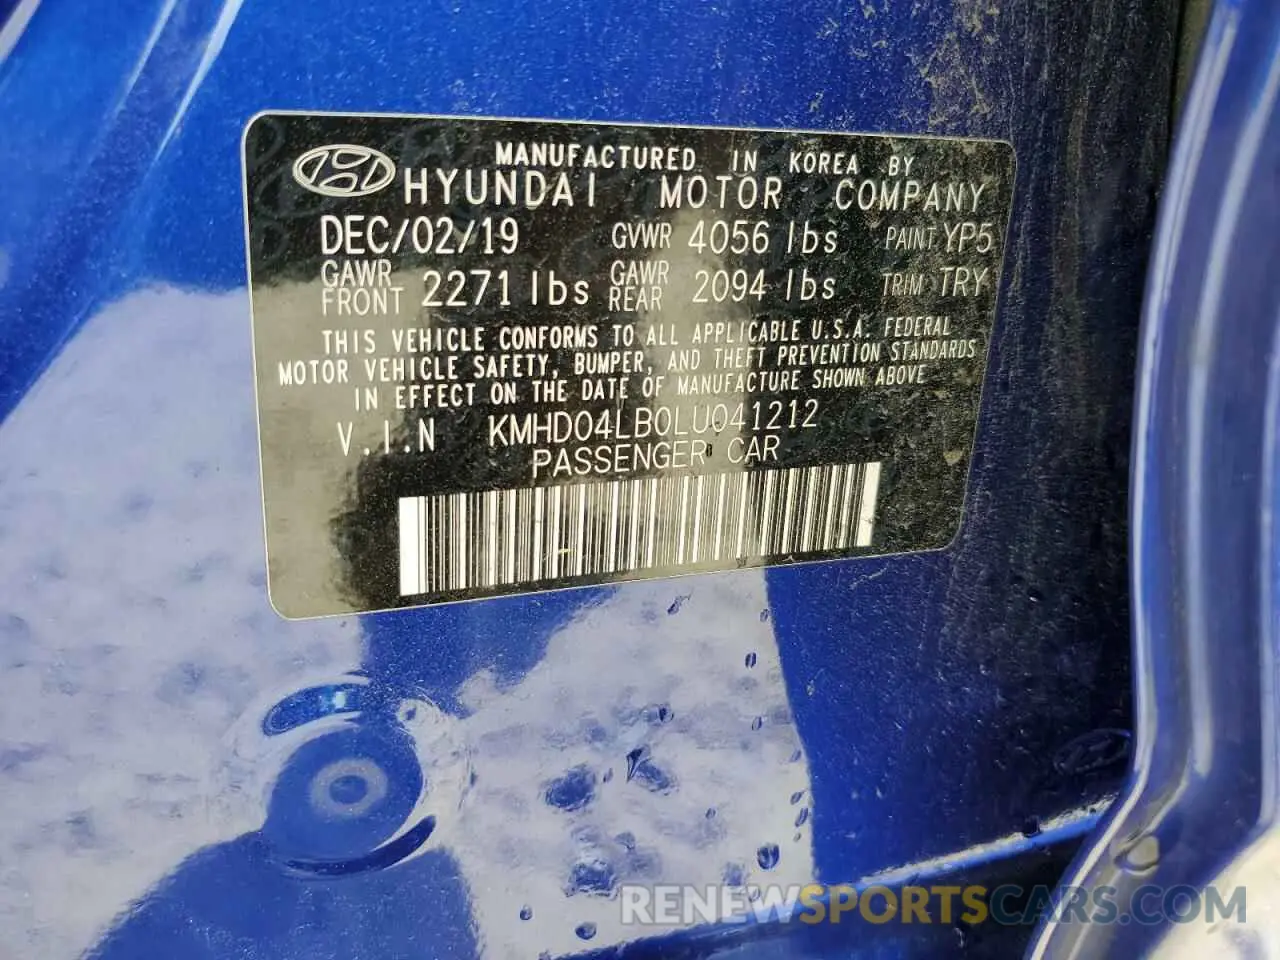 MANUFACTURED IN KOREA BY
HYUNDAI MOTOR COMPANY
DEC/02/19 GVWR 4056 lbs PAINT YP5
GAWR FRONT 2271 lbs GAWR REAR 2094 lbs TRIM TRY
THIS VEHICLE CONFORMS TO ALL APPLICABLE U.S.A. FEDERAL
MOTOR VEHICLE SAFETY, BUMPER, AND THEFT PREVENTION STANDARDS
IN EFFECT ON THE DATE OF MANUFACTURE SHOWN ABOVE
V.I.N KMHD04LB0LU041212
PASSENGER CAR
RENEWSPORTSCARS.COM